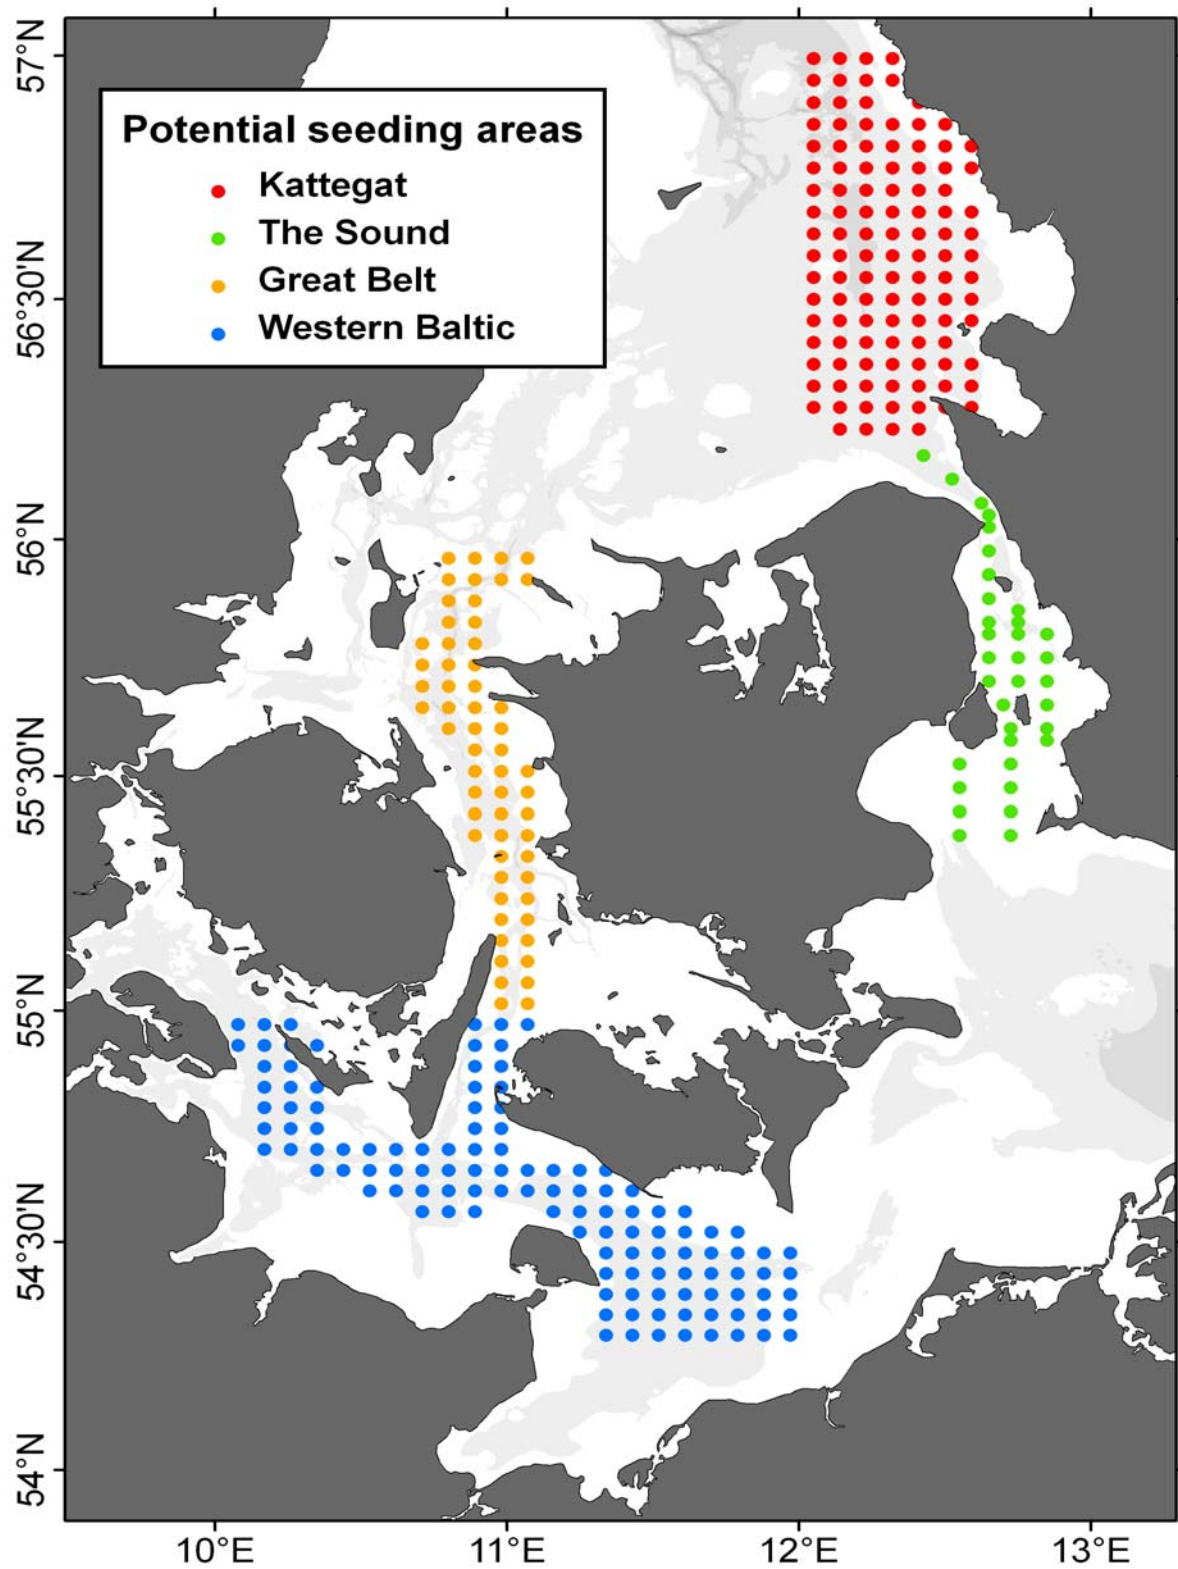 Potential seeding areas
Kattegat
The Sound
Great Belt
Western Baltic
57°N
56°30'N
56°N
55°30'N
55°N
54°30'N
54°N
10°E
11°E
12°E
13°E